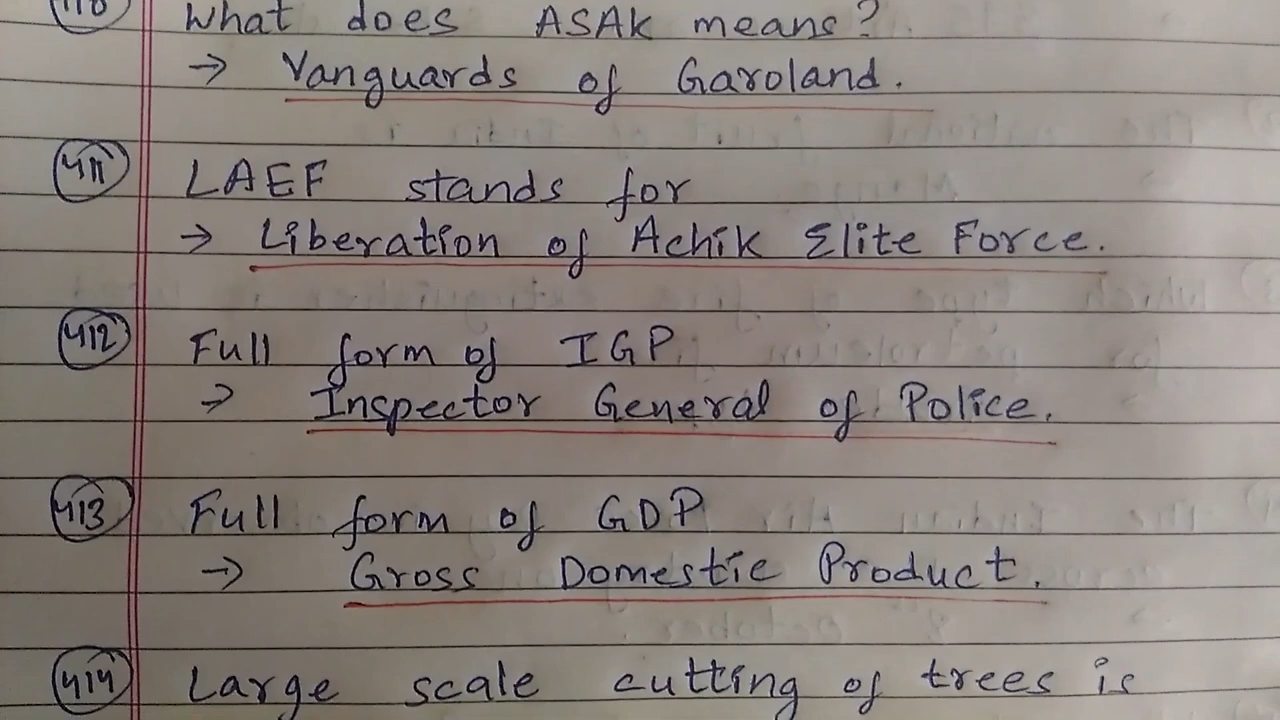 What does ASAK means?
→ Vanguards of Garoland.
411 LAEF stands for
→ Liberation of Achik Elite Force.
412 Full form of IGP
→ Inspector General of Police.
413 Full form of GDP
→ Gross Domestic Product.
414 Large scale cutting of trees is